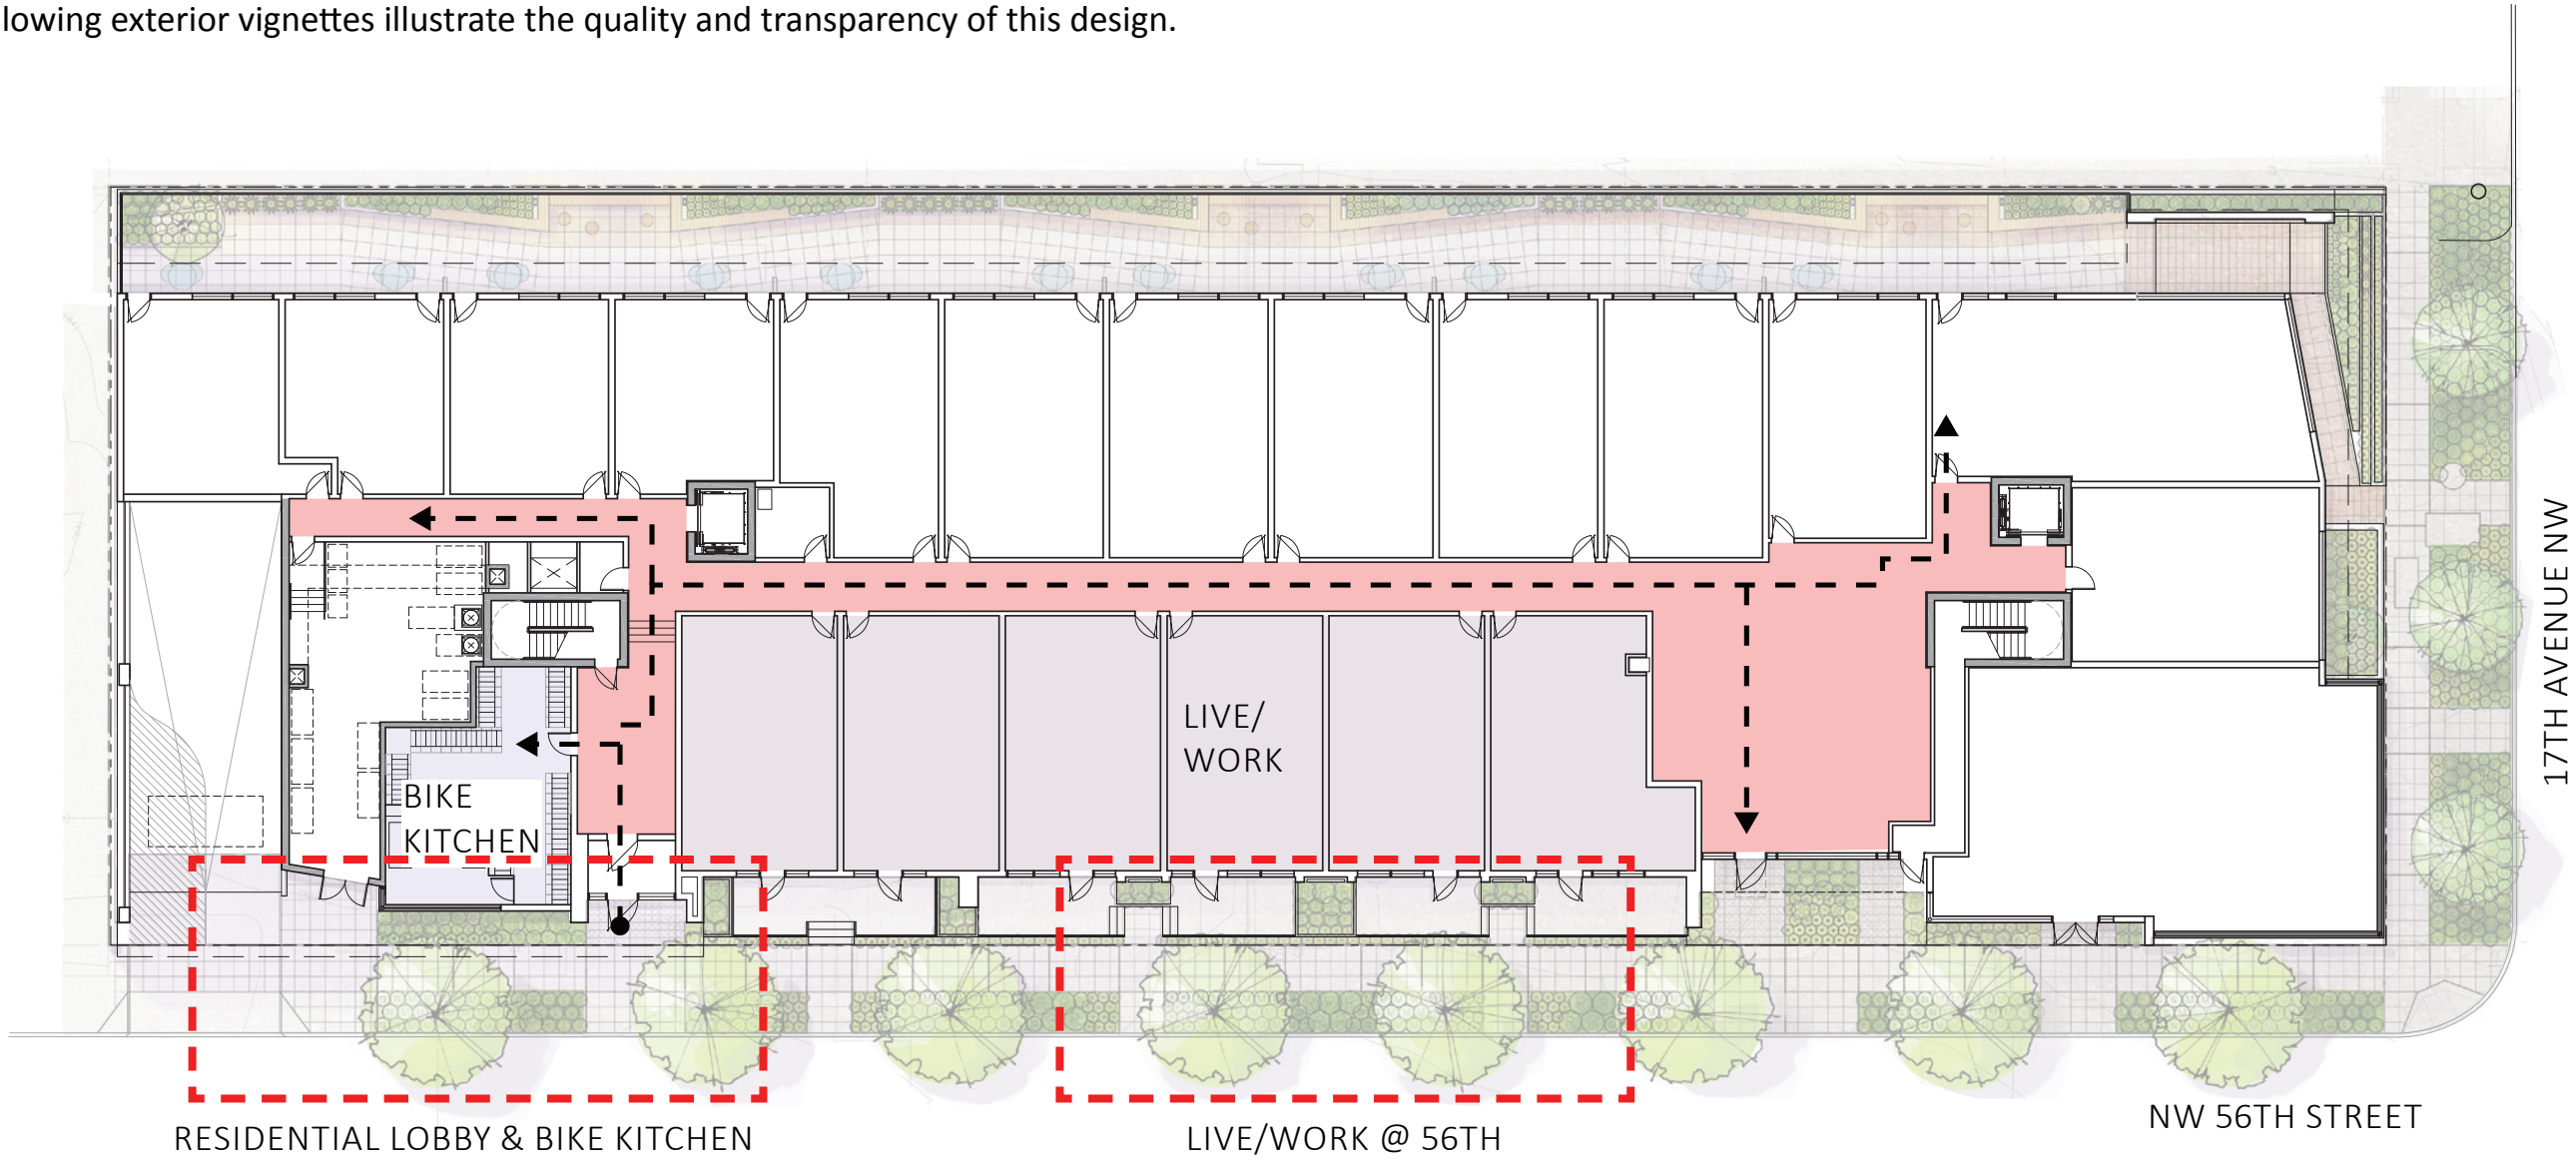 lowing exterior vignettes illustrate the quality and transparency of this design.
LIVE/
WORK
BIKE
KITCHEN
17TH AVENUE NW
NW 56TH STREET
RESIDENTIAL LOBBY & BIKE KITCHEN
LIVE/WORK @ 56TH